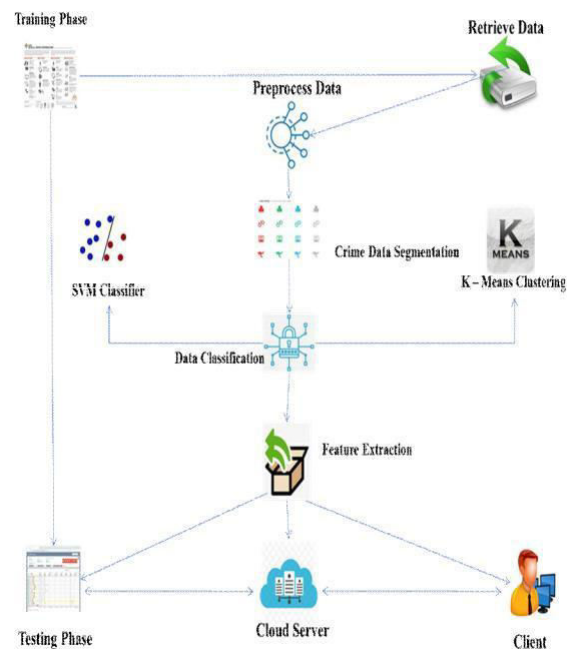 Training Phase
Retrieve Data
Preprocess Data
Crime Data Segmentation
K
MEANS
SVM Classifier
K – Means Clustering
Data Classification
Feature Extraction
Testing Phase
Cloud Server
Client